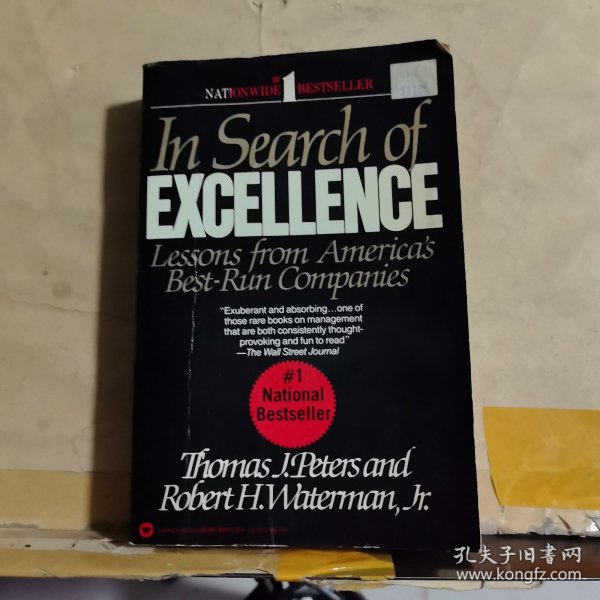 NATIONWIDE #1 BESTSELLER
In Search of
EXCELLENCE
Lessons from America's
Best-Run Companies
"Exuberant and absorbing...one of
those rare books on management
that are both consistently thought-
provoking and fun to read"
—The Wall Street Journal
#1
National
Bestseller
Thomas J. Peters and
Robert H. Waterman, Jr.
孔夫子旧书网
www.kongfz.com